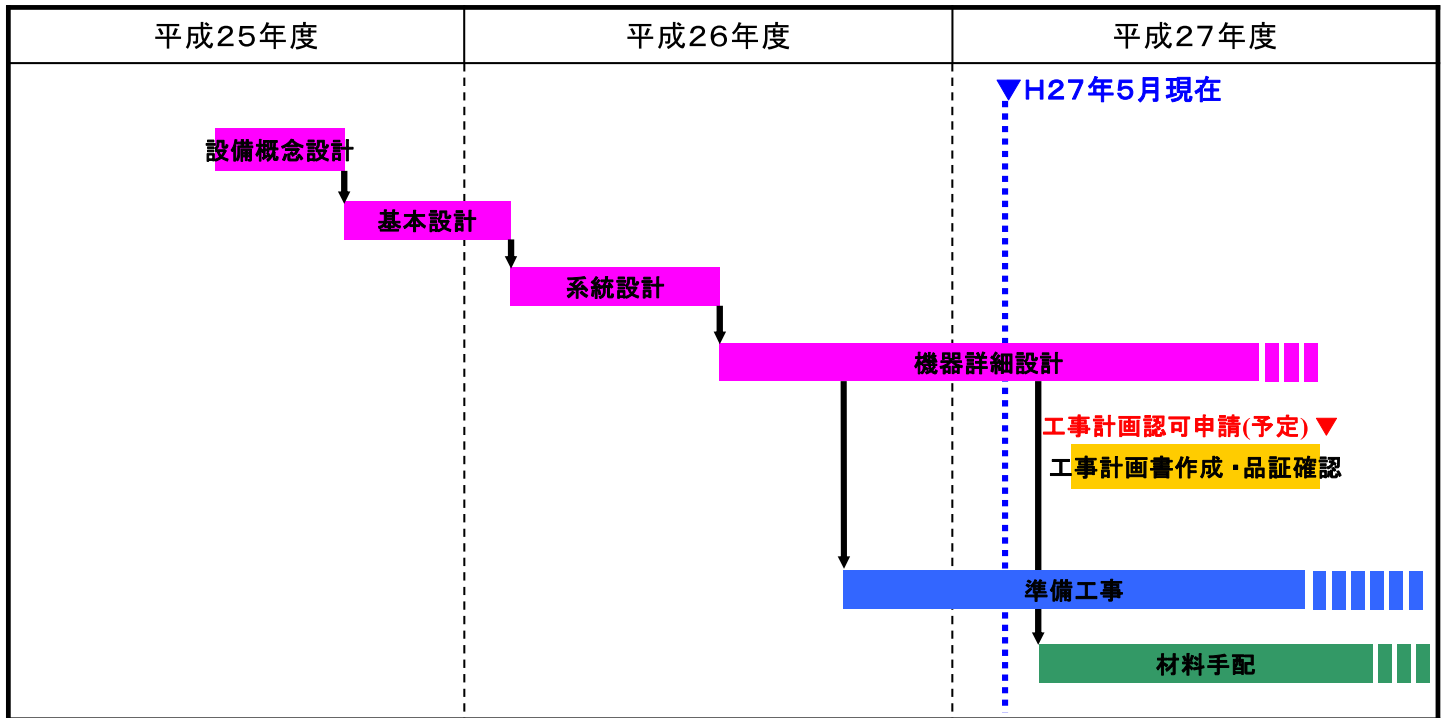 平成25年度
平成26年度
平成27年度
▼H27年5月現在
設備概念設計
基本設計
系統設計
機器詳細設計
工事計画認可申請(予定)▼
工事計画書作成・品証確認
準備工事
材料手配